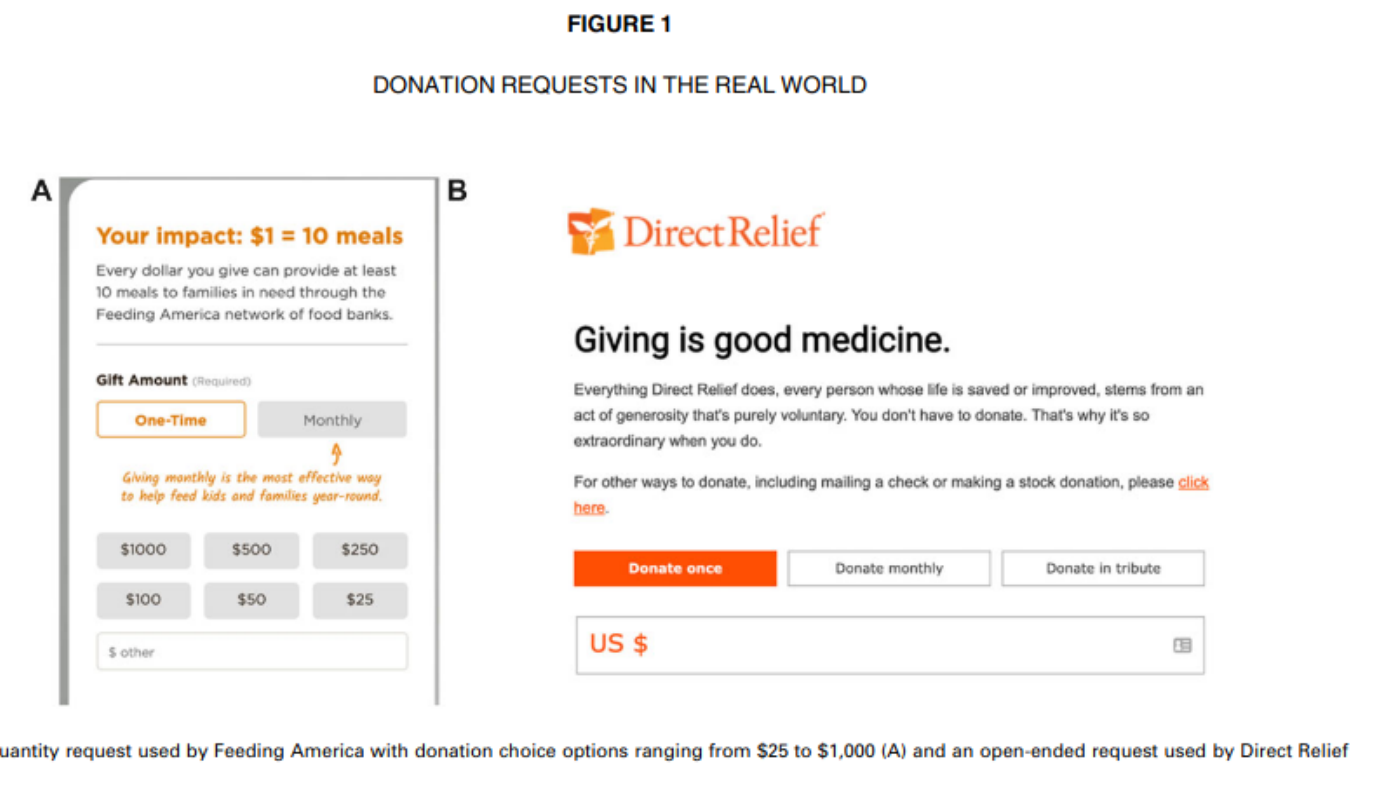 FIGURE 1
DONATION REQUESTS IN THE REAL WORLD
A
Your impact: $1 = 10 meals
Every dollar you give can provide at least
10 meals to families in need through the
Feeding America network of food banks.
Gift Amount (Required)
One-Time Monthly
Giving monthly is the most effective way
to help feed kids and families year-round.
$1000 $500 $250
$100 $50 $25
$ other
B
DirectRelief
Giving is good medicine.
Everything Direct Relief does, every person whose life is saved or improved, stems from an
act of generosity that's purely voluntary. You don't have to donate. That's why it's so
extraordinary when you do.
For other ways to donate, including mailing a check or making a stock donation, please click
here.
Donate once Donate monthly Donate in tribute
US $
request used by Feeding America with donation choice options ranging from $25 to $1,000 (A) and an open-ended request used by Direct Relief